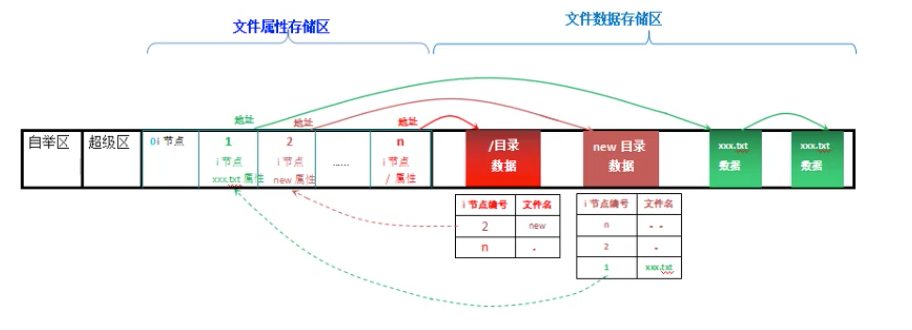 文件属性存储区
文件数据存储区
地址
地址
地址
自举区
超级区
0i 节点
1
i 节点
xxx.txt 属性
2
i 节点
new 属性
……
n
i 节点
/ 属性
/目录
数据
new 目录
数据
xxx.txt
数据
xxx.txt
数据
i 节点编号 文件名
2 new
n .
i 节点编号 文件名
n - -
2 .
1 xxx.txt